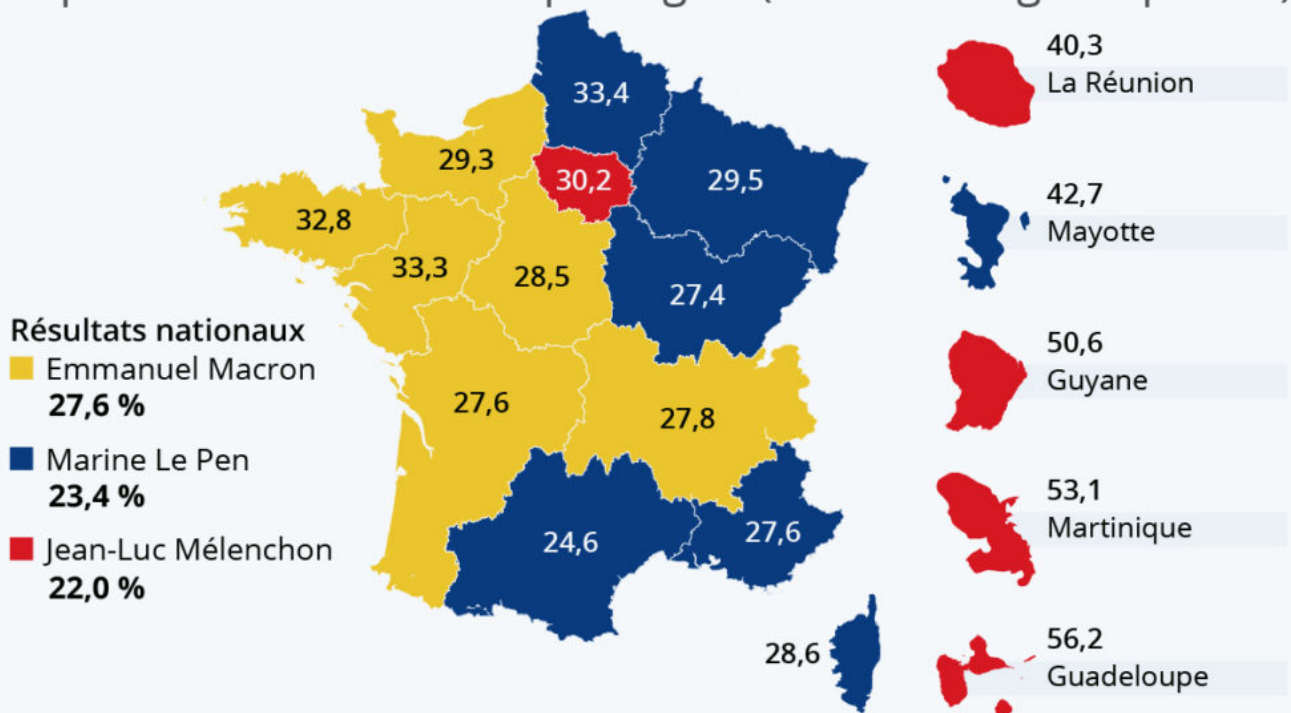 33,4
29,3
30,2
29,5
32,8
33,3
28,5
27,4
27,6
27,8
24,6
27,6
28,6
Résultats nationaux
Emmanuel Macron
27,6 %
Marine Le Pen
23,4 %
Jean-Luc Mélenchon
22,0 %
40,3
La Réunion
42,7
Mayotte
50,6
Guyane
53,1
Martinique
56,2
Guadeloupe